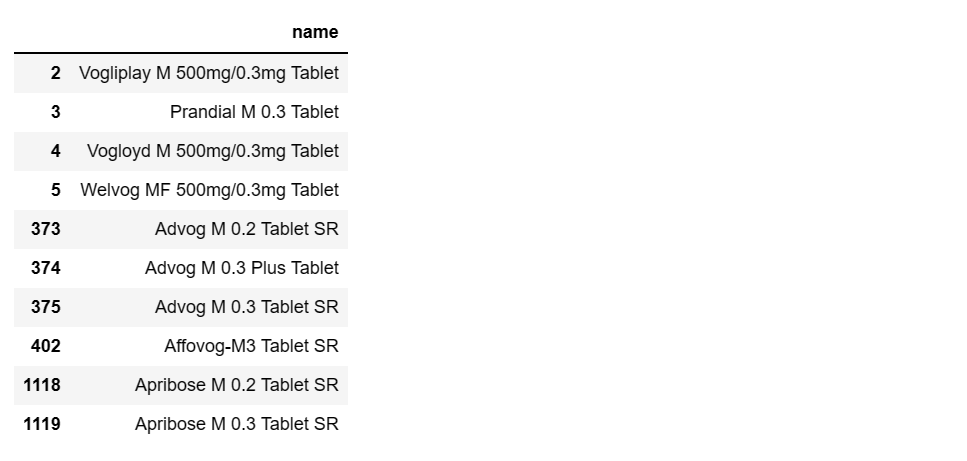 name
2 Vogliplay M 500mg/0.3mg Tablet
3 Prandial M 0.3 Tablet
4 Vogloyd M 500mg/0.3mg Tablet
5 Welvog MF 500mg/0.3mg Tablet
373 Advog M 0.2 Tablet SR
374 Advog M 0.3 Plus Tablet
375 Advog M 0.3 Tablet SR
402 Affovog-M3 Tablet SR
1118 Apribose M 0.2 Tablet SR
1119 Apribose M 0.3 Tablet SR